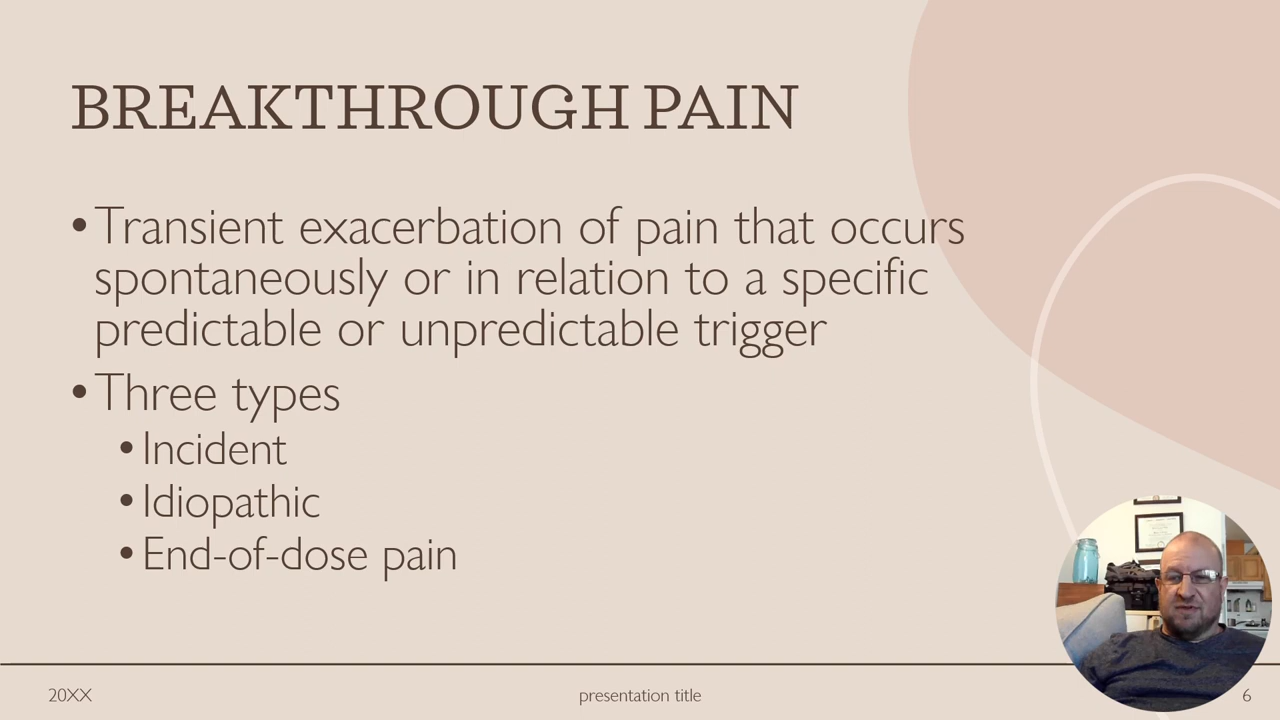 BREAKTHROUGH PAIN
• Transient exacerbation of pain that occurs
spontaneously or in relation to a specific
predictable or unpredictable trigger
• Three types
• Incident
• Idiopathic
• End-of-dose pain
20XX
presentation title
6